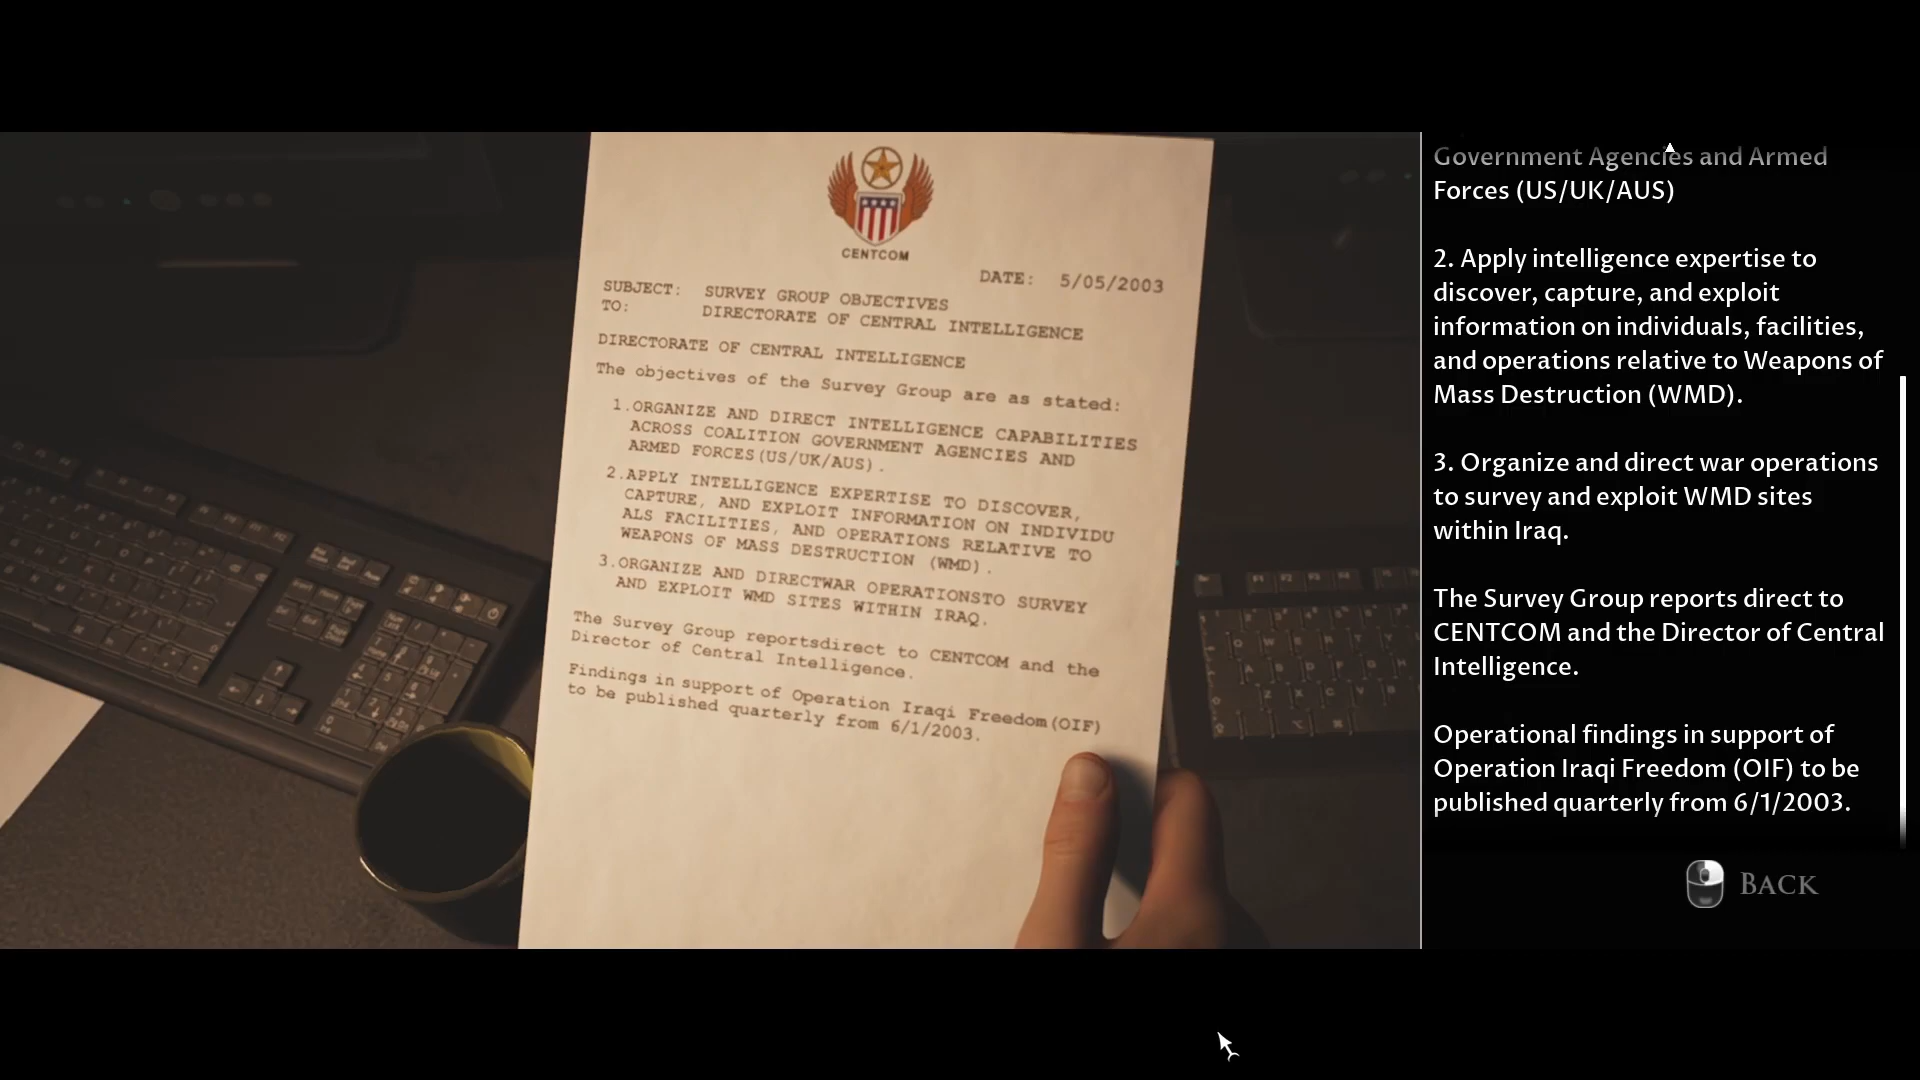 CENTCOM
DATE: 5/05/2003
SUBJECT: SURVEY GROUP OBJECTIVES
TO: DIRECTORATE OF CENTRAL INTELLIGENCE
DIRECTORATE OF CENTRAL INTELLIGENCE
The objectives of the Survey Group are as stated:
1.ORGANIZE AND DIRECT INTELLIGENCE CAPABILITIES
ACROSS COALITION GOVERNMENT AGENCIES AND
ARMED FORCES(US/UK/AUS).
2.APPLY INTELLIGENCE EXPERTISE TO DISCOVER,
CAPTURE, AND EXPLOIT INFORMATION ON INDIVIDU
ALS FACILITIES, AND OPERATIONS RELATIVE TO
WEAPONS OF MASS DESTRUCTION (WMD).
3.ORGANIZE AND DIRECTWAR OPERATIONSTO SURVEY
AND EXPLOIT WMD SITES WITHIN IRAQ.
The Survey Group reportsdirect to CENTCOM and the
Director of Central Intelligence.
Findings in support of Operation Iraqi Freedom(OIF)
to be published quarterly from 6/1/2003.
Government Agencies and Armed
Forces (US/UK/AUS)
2. Apply intelligence expertise to
discover, capture, and exploit
information on individuals, facilities,
and operations relative to Weapons of
Mass Destruction (WMD).
3. Organize and direct war operations
to survey and exploit WMD sites
within Iraq.
The Survey Group reports direct to
CENTCOM and the Director of Central
Intelligence.
Operational findings in support of
Operation Iraqi Freedom (OIF) to be
published quarterly from 6/1/2003.
BACK